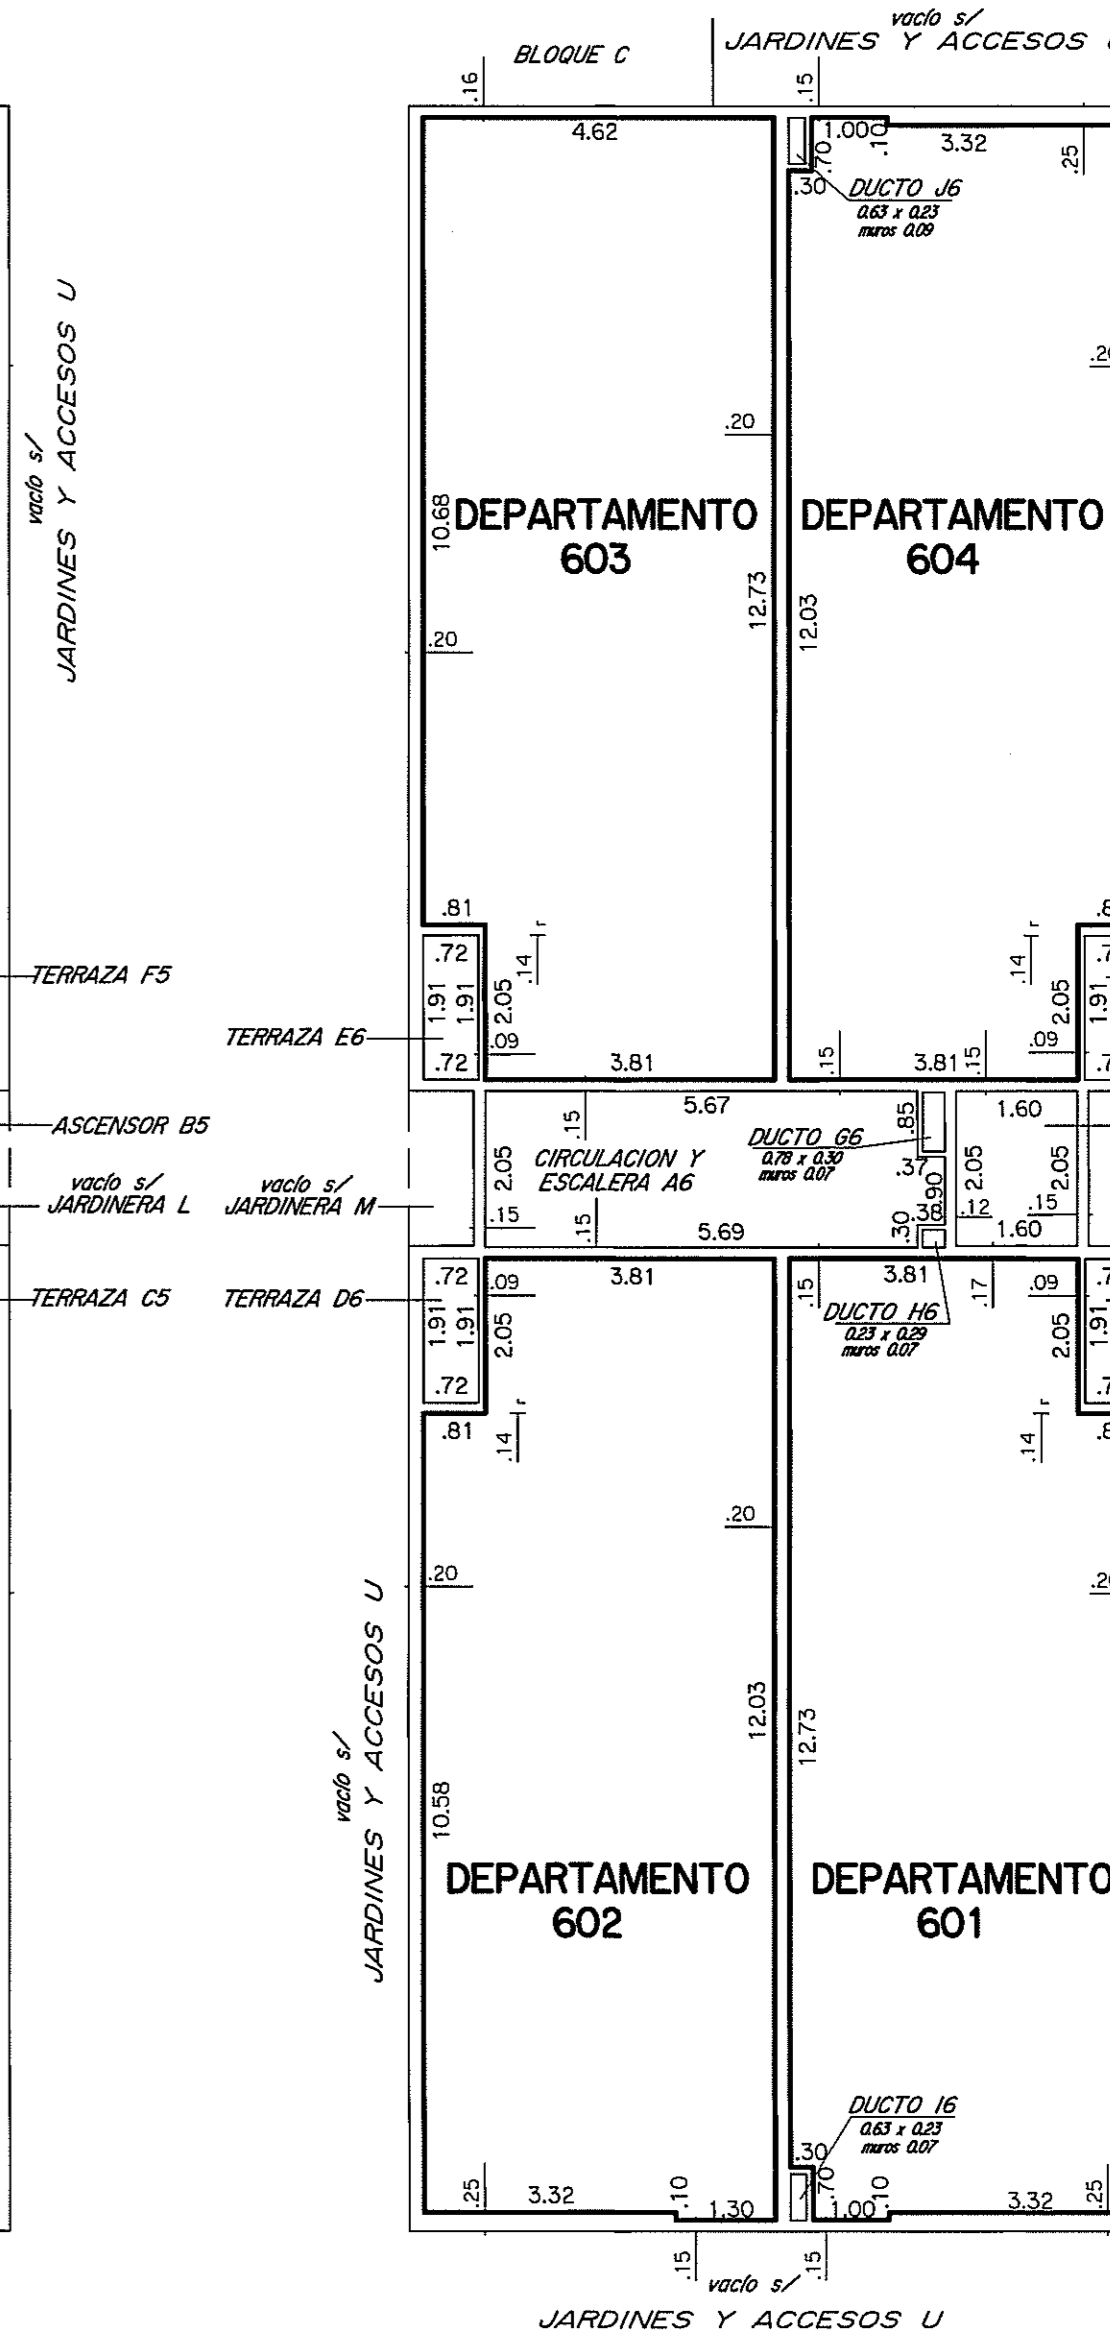 BLOQUE C
vacío s/
JARDINES Y ACCESOS
.16
.15
4.62
1.00
.10
3.32
.25
.70
.30
DUCTO J6
0.63 x 0.23
muros 0.09
vacío s/
JARDINES Y ACCESOS U
.20
10.68
DEPARTAMENTO
603
12.73
.20
DEPARTAMENTO
604
12.03
.81
.72
1.91
1.91
.72
2.05
.14
r
.09
3.81
TERRAZA F5
TERRAZA E6
.14
r
2.05
.09
1.91
.15
3.81
.15
ASCENSOR B5
vacío s/
JARDINERA L
vacío s/
JARDINERA M
2.05
.15
.15
5.67
CIRCULACION Y
ESCALERA A6
.15
5.69
DUCTO G6
0.78 x 0.30
muros 0.07
.85
.37
.90
.38
.30
1.60
2.05
2.05
.12
.15
1.60
TERRAZA C5
TERRAZA D6
.72
1.91
1.91
.72
.81
.09
2.05
3.81
.14
r
.15
3.81
.17
DUCTO H6
0.23 x 0.29
muros 0.07
.09
2.05
1.91
.14
r
.20
.20
vacío s/
JARDINES Y ACCESOS U
10.58
12.03
12.73
DEPARTAMENTO
602
DEPARTAMENTO
601
DUCTO I6
0.63 x 0.23
muros 0.07
.30
.70
.25
3.32
.10
1.30
1.00
.10
3.32
.25
.15
.15
vacío s/
JARDINES Y ACCESOS U